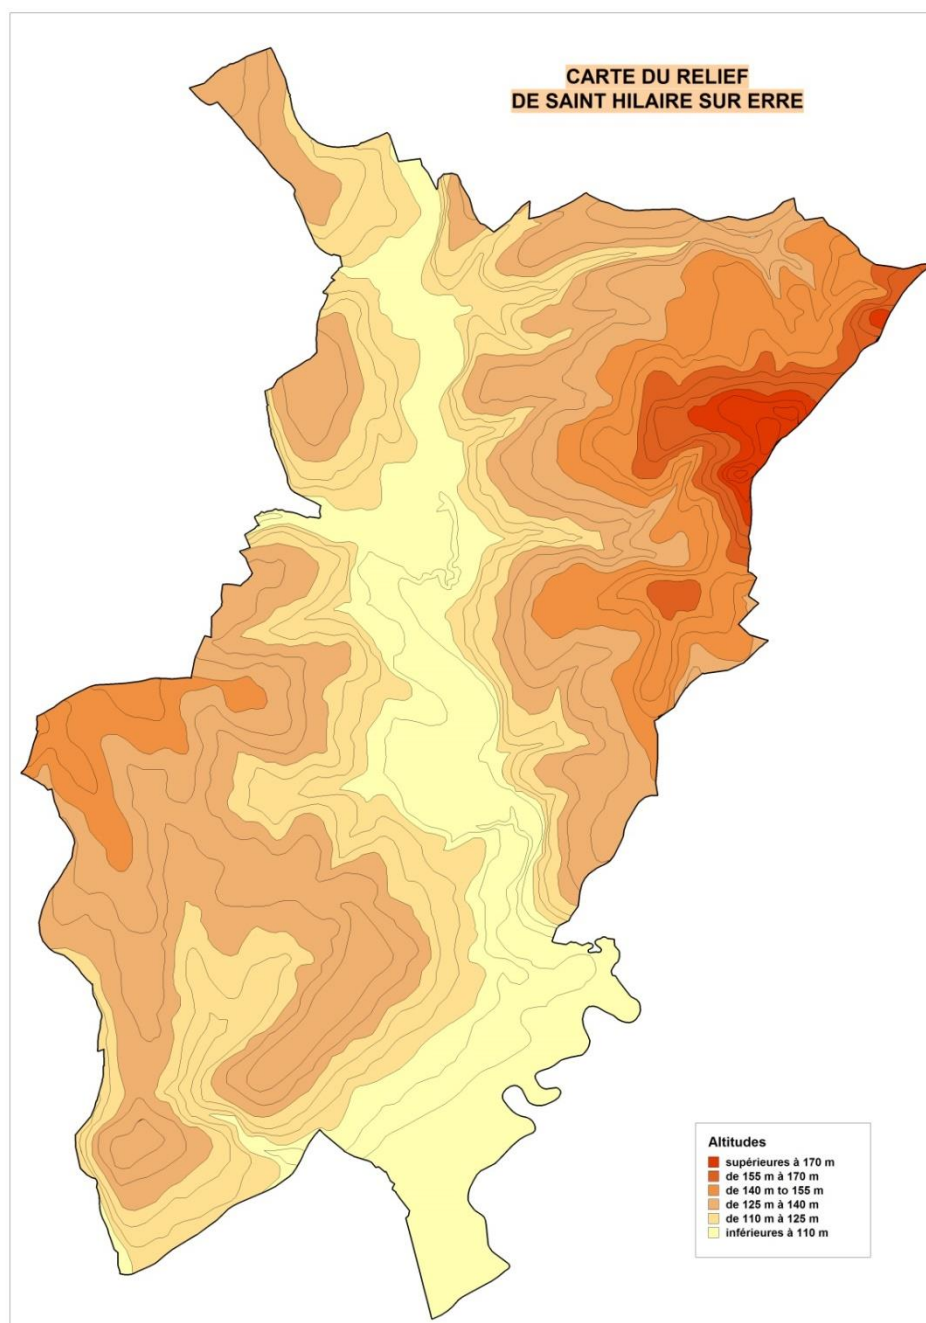 CARTE DU RELIEF
DE SAINT HILAIRE SUR ERRE
Altitudes
supérieures à 170 m
de 155 m à 170 m
de 140 m to 155 m
de 125 m à 140 m
de 110 m à 125 m
inférieures à 110 m